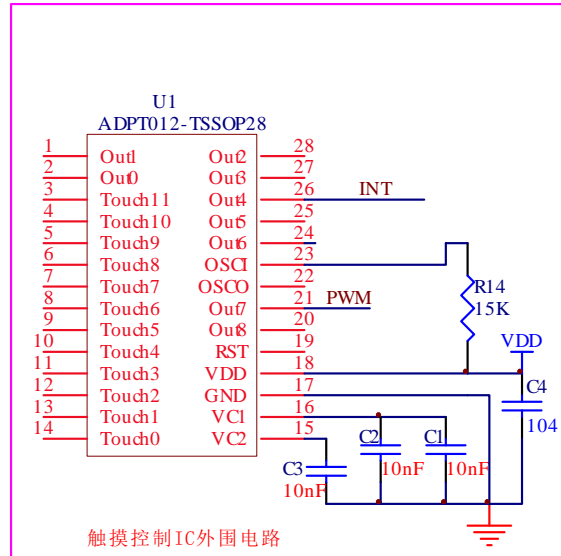 U1
ADPT012-TSSOP28
1 Out1 Out2 28
2 Out0 Out3 27
3 Touch11 Out4 26 INT
4 Touch10 Out5 25
5 Touch9 Out6 24
6 Touch8 OSCI 23
7 Touch7 OSCO 22
8 Touch6 Out7 21 PWM
9 Touch5 Out8 20
10 Touch4 RST 19
11 Touch3 VDD 18
12 Touch2 GND 17
13 Touch1 VC1 16
14 Touch0 VC2 15
R14
15K
VDD
C4
104
C3
10nF
C2
10nF
C1
10nF
触摸控制IC外围电路